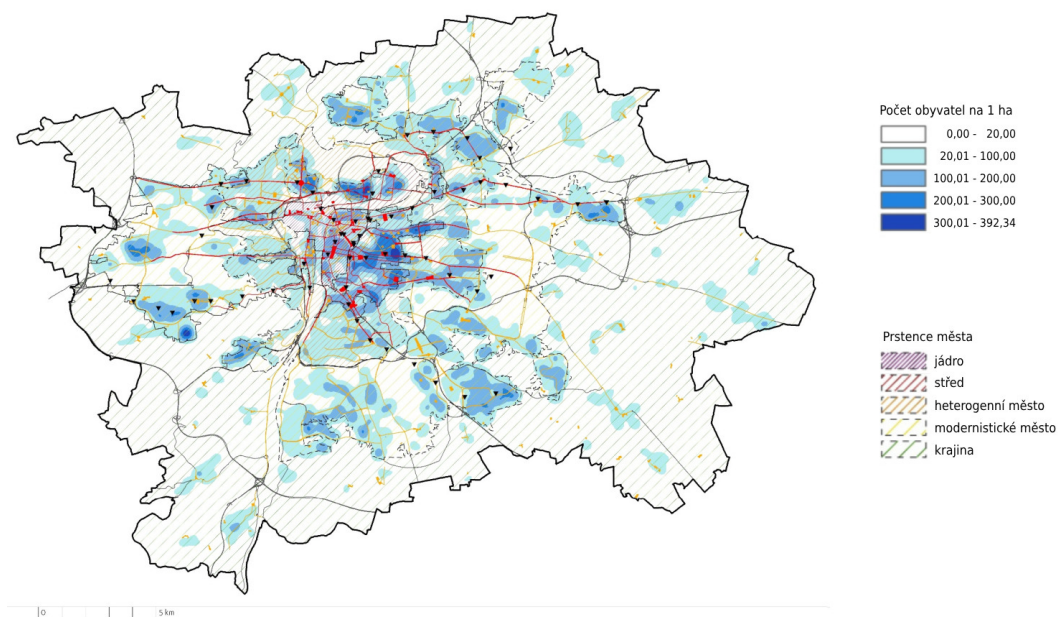 Počet obyvatel na 1 ha
0,00 - 20,00
20,01 - 100,00
100,01 - 200,00
200,01 - 300,00
300,01 - 392,34
Prstence města
jádro
střed
heterogenní město
modernistické město
krajina
0 5 km